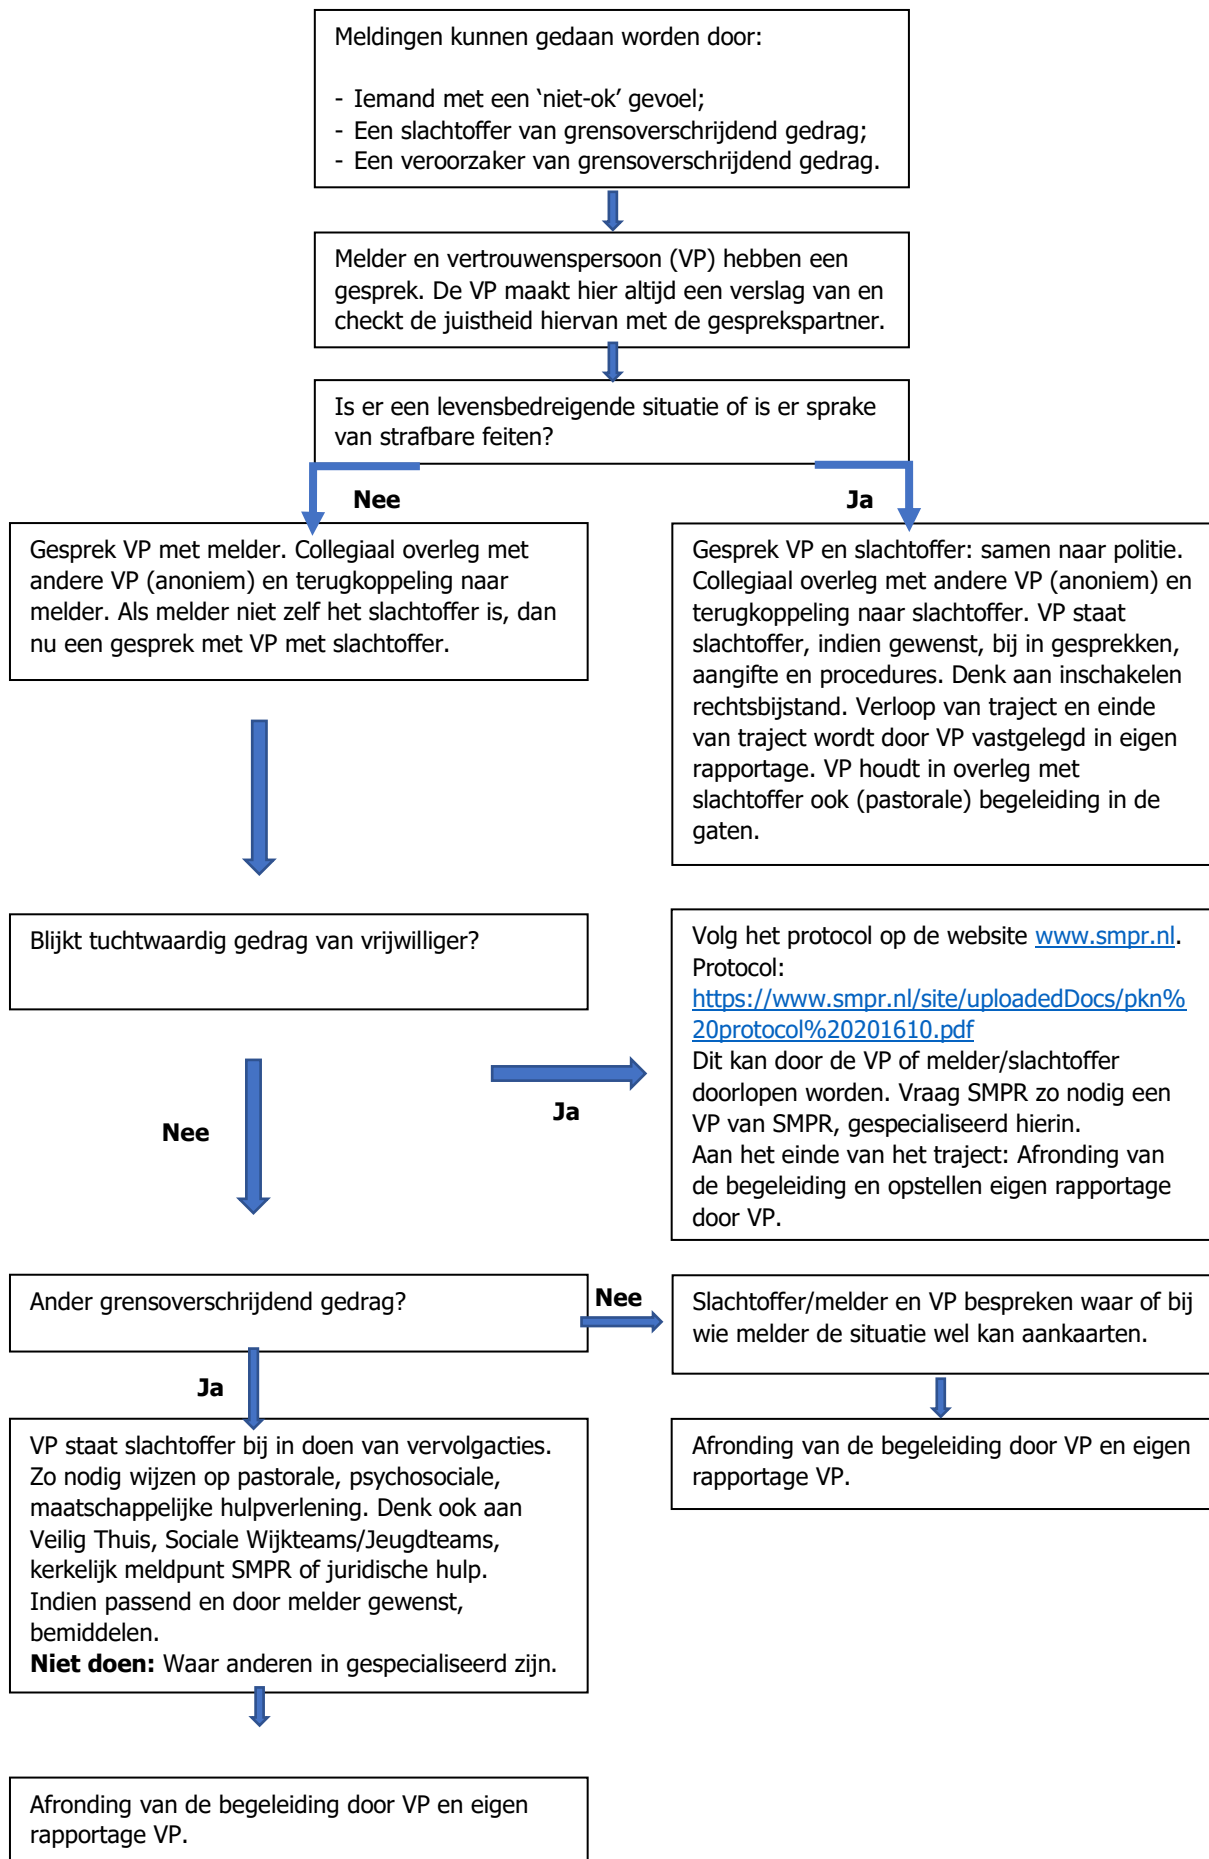 Meldingen kunnen gedaan worden door:
- Iemand met een ‘niet-ok’ gevoel;
- Een slachtoffer van grensoverschrijdend gedrag;
- Een veroorzaker van grensoverschrijdend gedrag.
Melder en vertrouwenspersoon (VP) hebben een
gesprek. De VP maakt hier altijd een verslag van en
checkt de juistheid hiervan met de gesprekspartner.
Is er een levensbedreigende situatie of is er sprake
van strafbare feiten?
Nee
Ja
Gesprek VP met melder. Collegiaal overleg met
andere VP (anoniem) en terugkoppeling naar
melder. Als melder niet zelf het slachtoffer is, dan
nu een gesprek met VP met slachtoffer.
Gesprek VP en slachtoffer: samen naar politie.
Collegiaal overleg met andere VP (anoniem) en
terugkoppeling naar slachtoffer. VP staat
slachtoffer, indien gewenst, bij in gesprekken,
aangifte en procedures. Denk aan inschakelen
rechtsbijstand. Verloop van traject en einde
van traject wordt door VP vastgelegd in eigen
rapportage. VP houdt in overleg met
slachtoffer ook (pastorale) begeleiding in de
gaten.
Blijkt tuchtwaardig gedrag van vrijwilliger?
Nee
Ja
Volg het protocol op de website www.smpr.nl.
Protocol:
https://www.smpr.nl/site/uploadedDocs/pkn%
20protocol%20201610.pdf
Dit kan door de VP of melder/slachtoffer
doorlopen worden. Vraag SMPR zo nodig een
VP van SMPR, gespecialiseerd hierin.
Aan het einde van het traject: Afronding van
de begeleiding en opstellen eigen rapportage
door VP.
Ander grensoverschrijdend gedrag?
Nee
Slachtoffer/melder en VP bespreken waar of bij
wie melder de situatie wel kan aankaarten.
Ja
Afronding van de begeleiding door VP en eigen
rapportage VP.
VP staat slachtoffer bij in doen van vervolgacties.
Zo nodig wijzen op pastorale, psychosociale,
maatschappelijke hulpverlening. Denk ook aan
Veilig Thuis, Sociale Wijkteams/Jeugdteams,
kerkelijk meldpunt SMPR of juridische hulp.
Indien passend en door melder gewenst,
bemiddelen.
Niet doen: Waar anderen in gespecialiseerd zijn.
Afronding van de begeleiding door VP en eigen
rapportage VP.